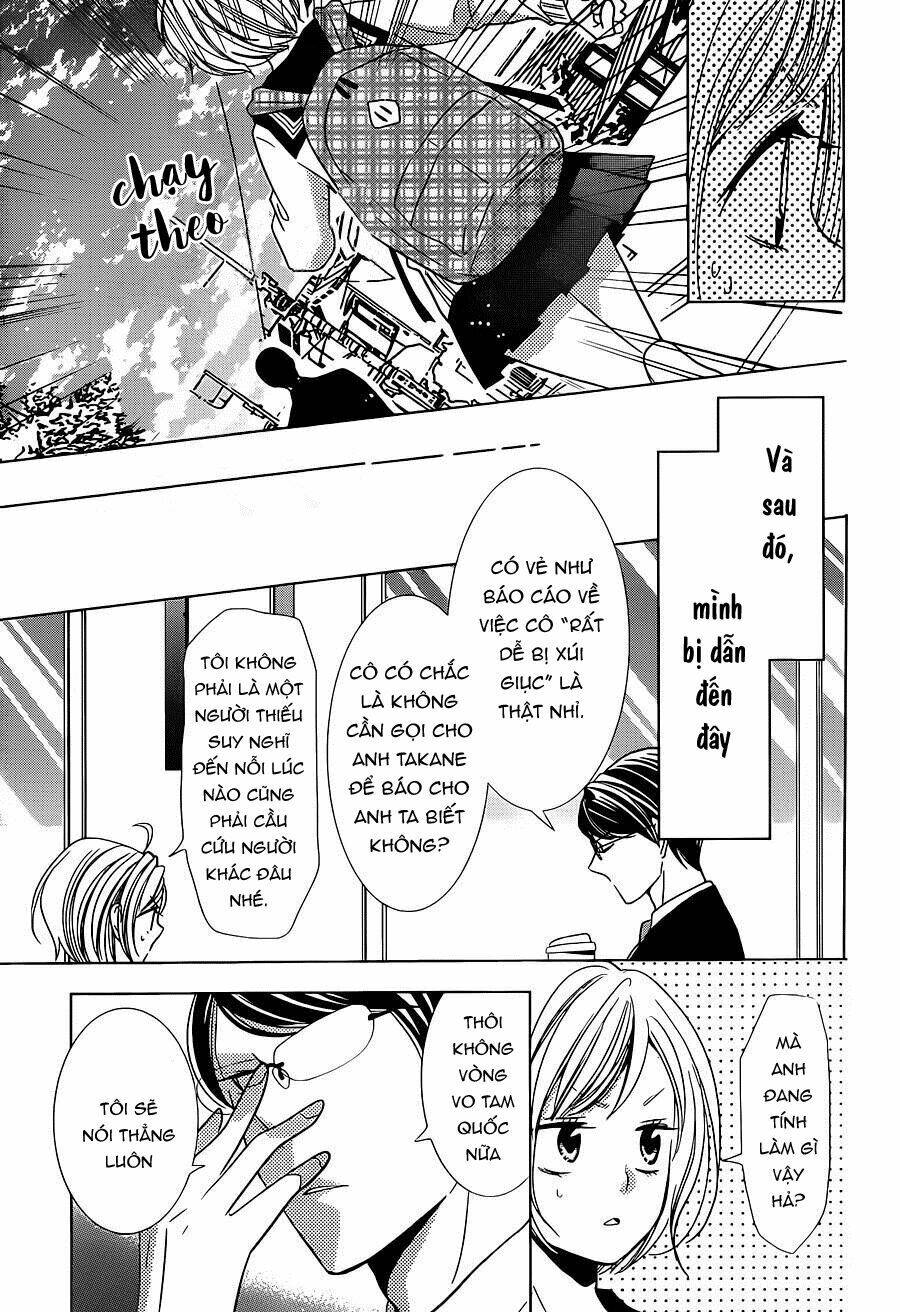 chạy
theo
Và
sau
đó,
mình
bị dẫn
đến
đây
CÓ VẺ NHƯ
BÁO CÁO VỀ
VIỆC CÔ "RẤT
DỄ BỊ XÚI
GIỤC" LÀ
THẬT NHỈ.
CÔ CÓ CHẮC
LÀ KHÔNG
CẦN GỌI CHO
ANH TAKANE
ĐỂ BÁO CHO
ANH TA BIẾT
KHÔNG?
TÔI KHÔNG
PHẢI LÀ MỘT
NGƯỜI THIẾU
SUY NGHĨ
ĐẾN NỖI LÚC
NÀO CŨNG
PHẢI CẦU
CỨU NGƯỜI
KHÁC ĐÂU
NHÉ.
MÀ
ANH
ĐANG
TÍNH
LÀM GÌ
VẬY
HẢ?
THÔI
KHÔNG
VÒNG
VO TAM
QUỐC
NỮA
TÔI SẼ
NÓI THẲNG
LUÔN